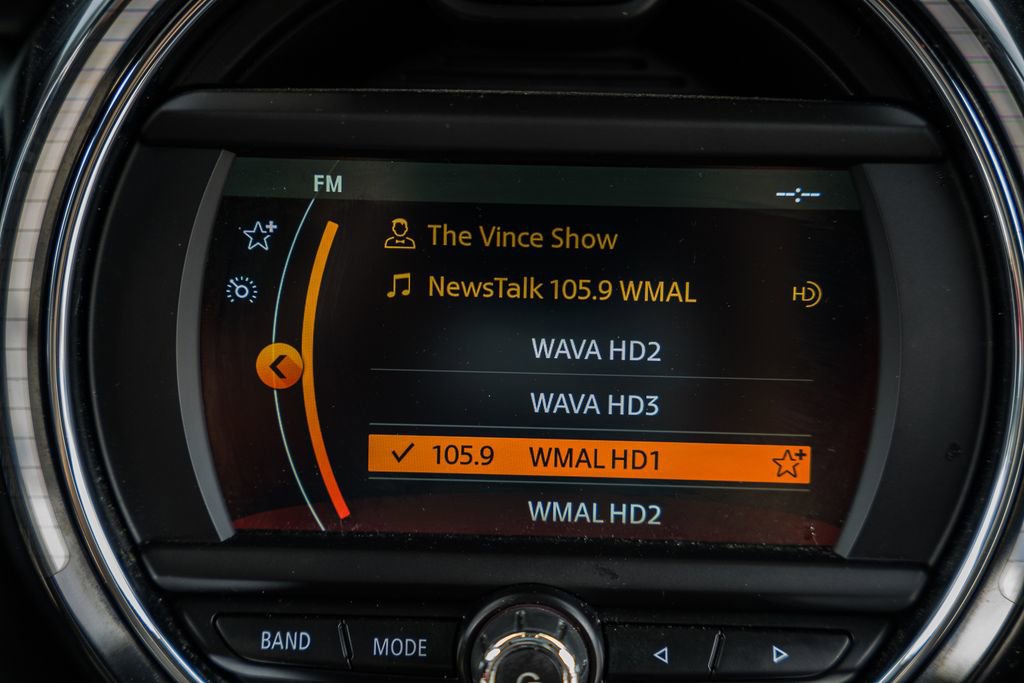 FM
--:--
The Vince Show
NewsTalk 105.9 WMAL
HD
WAVA HD2
WAVA HD3
105.9 WMAL HD1
WMAL HD2
BAND
MODE